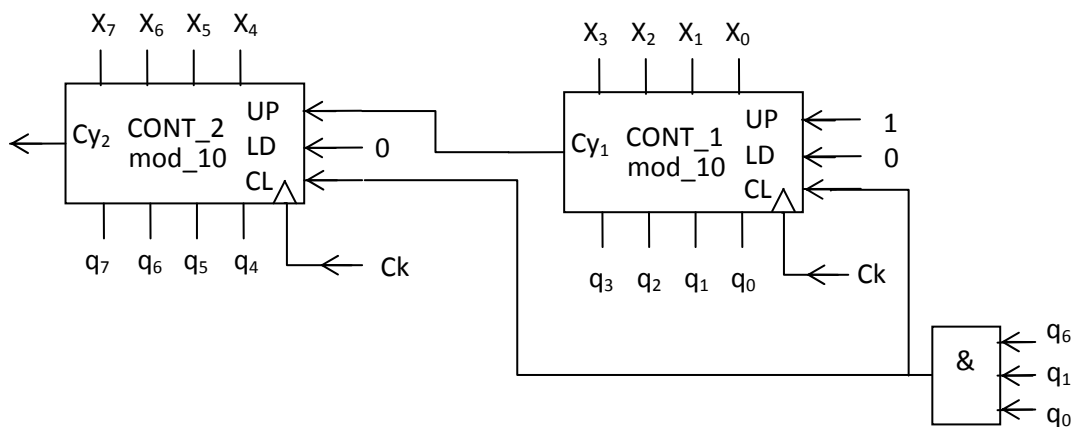 X₇ X₆ X₅ X₄
X₃ X₂ X₁ X₀
Cy₂ CONT_2 UP
mod_10 LD 0
CL
Cy₁ CONT_1 UP 1
mod_10 LD 0
CL
q₇ q₆ q₅ q₄ Ck
q₃ q₂ q₁ q₀ Ck
& q₆
q₁
q₀